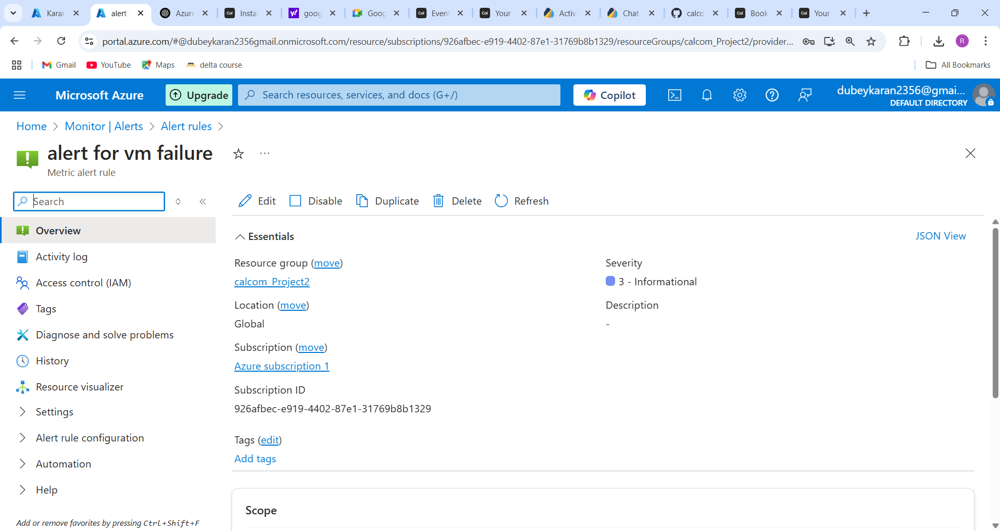 Karar
alert
Azure
Instal
goog
Goog
Event
Your
Activ
Chat
calco
Book
Your
portal.azure.com/#@dubeykaran2356gmail.onmicrosoft.com/resource/subscriptions/926afbec-e919-4402-87e1-31769b8b1329/resourceGroups/calcom_Project2/provider...
R
Gmail
YouTube
Maps
delta course
All Bookmarks
Microsoft Azure
Upgrade
Search resources, services, and docs (G+/)
Copilot
dubeykaran2356@gmai...
DEFAULT DIRECTORY
Home > Monitor | Alerts > Alert rules >
alert for vm failure
...
Metric alert rule
Search
Edit
Disable
Duplicate
Delete
Refresh
Overview
Activity log
Access control (IAM)
Tags
Diagnose and solve problems
History
Resource visualizer
Settings
Alert rule configuration
Automation
Help
Add or remove favorites by pressing Ctrl+Shift+F
Essentials
JSON View
Resource group (move)
calcom_Project2
Location (move)
Global
Subscription (move)
Azure subscription 1
Subscription ID
926afbec-e919-4402-87e1-31769b8b1329
Tags (edit)
Add tags
Severity
3 - Informational
Description
-
Scope